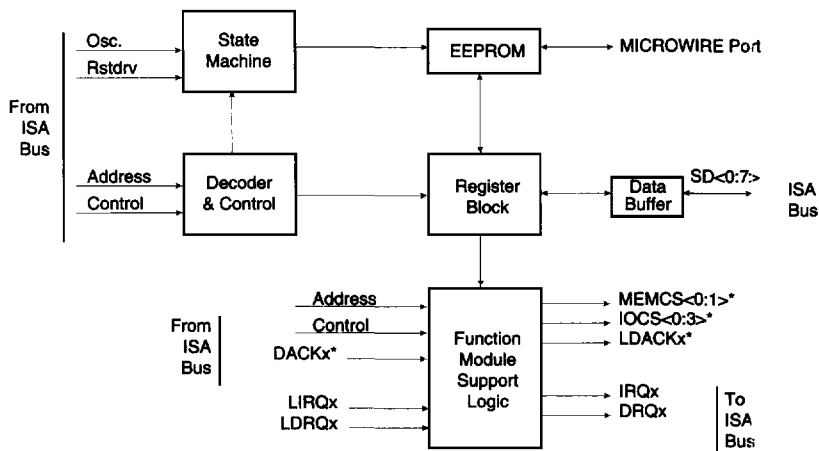 Osc.
Rstdrv
State
Machine
EEPROM
MICROWIRE Port
From
ISA
Bus
Address
Control
Decoder
& Control
Register
Block
Data
Buffer
SD<0:7:>
ISA
Bus
From
ISA
Bus
Address
Control
DACKx*
LIRQx
LDRQx
Function
Module
Support
Logic
MEMCS<0:1>*
IOCS<0:3>*
LDACKx*
IRQx
DRQx
To
ISA
Bus